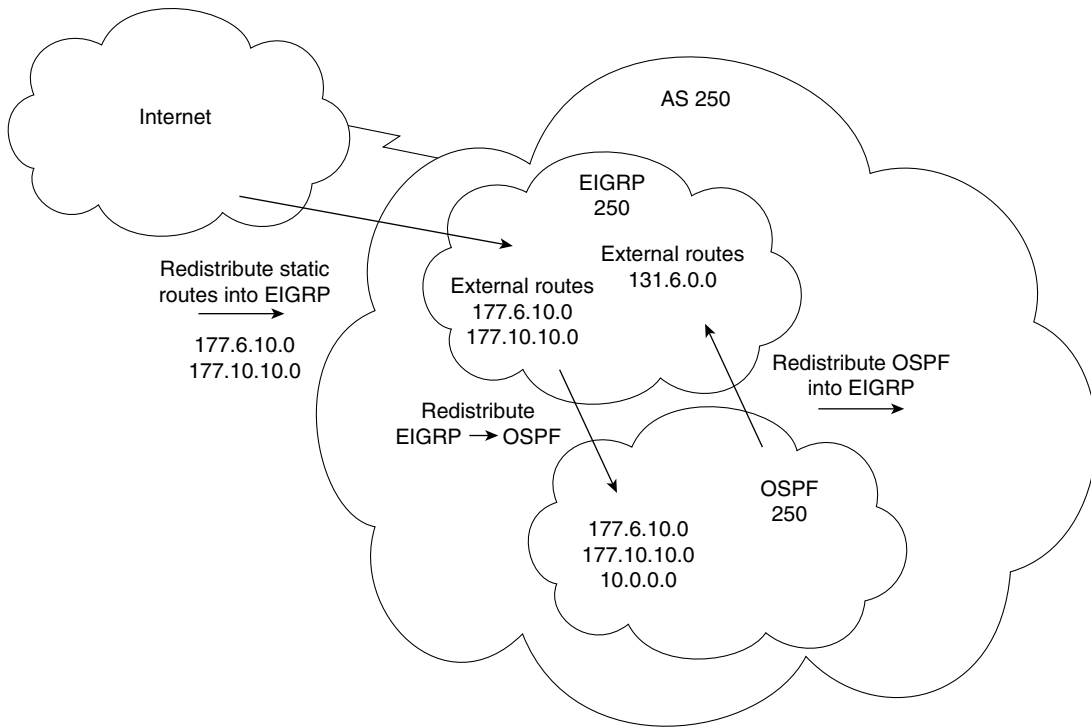 Internet
AS 250
EIGRP
250
External routes
131.6.0.0
External routes
177.6.10.0
177.10.10.0
Redistribute static
routes into EIGRP
177.6.10.0
177.10.10.0
Redistribute OSPF
into EIGRP
Redistribute
EIGRP → OSPF
OSPF
250
177.6.10.0
177.10.10.0
10.0.0.0